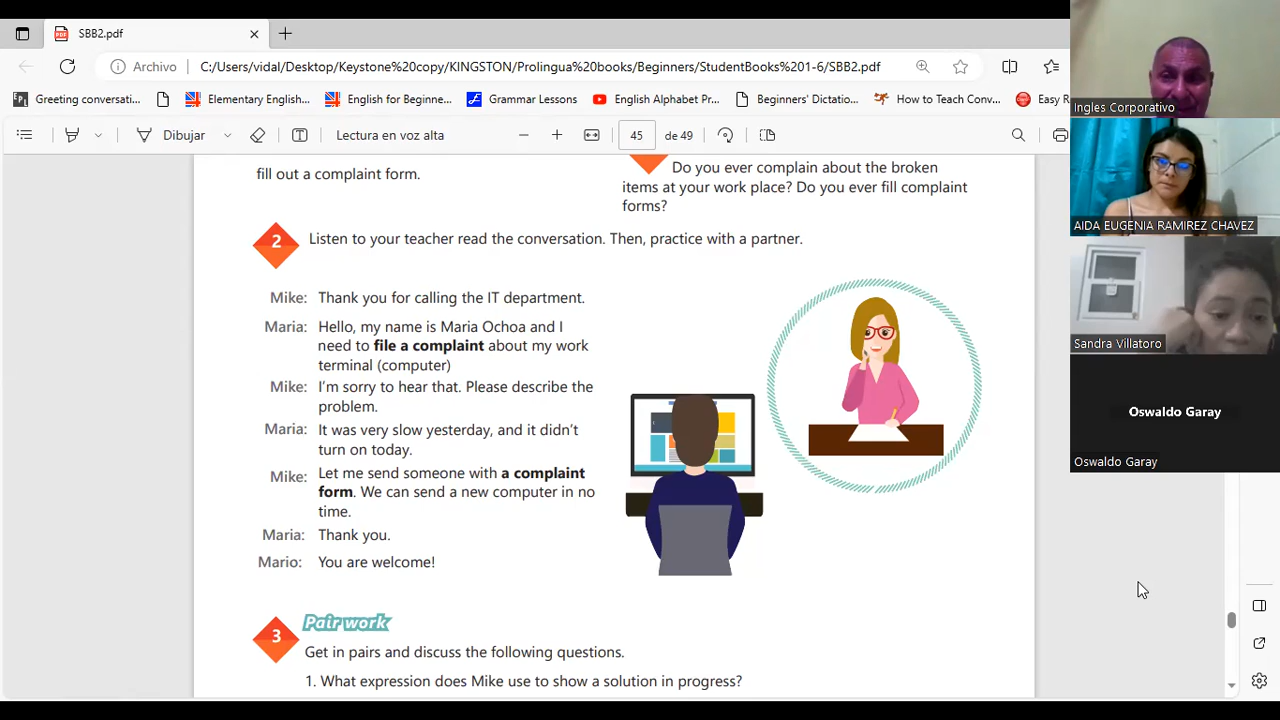 SBB2.pdf
Archivo
C:/Users/vidal/Desktop/Keystone%20copy/KINGSTON/Prolingua%20books/Beginners/StudentBooks%201-6/SBB2.pdf
Greeting conversati...
Elementary English...
English for Beginne...
Grammar Lessons
English Alphabet Pr...
Beginners' Dictatio...
How to Teach Conv...
Easy R
Dibujar
Lectura en voz alta
45 de 49
fill out a complaint form.
Do you ever complain about the broken
items at your work place? Do you ever fill complaint
forms?
2
Listen to your teacher read the conversation. Then, practice with a partner.
Mike: Thank you for calling the IT department.
Maria: Hello, my name is Maria Ochoa and I
need to file a complaint about my work
terminal (computer)
Mike: I'm sorry to hear that. Please describe the
problem.
Maria: It was very slow yesterday, and it didn't
turn on today.
Mike: Let me send someone with a complaint
form. We can send a new computer in no
time.
Maria: Thank you.
Mario: You are welcome!
3
Pair work
Get in pairs and discuss the following questions.
1. What expression does Mike use to show a solution in progress?
Ingles Corporativo
AIDA EUGENIA RAMIREZ CHAVEZ
Sandra Villatoro
Oswaldo Garay
Oswaldo Garay